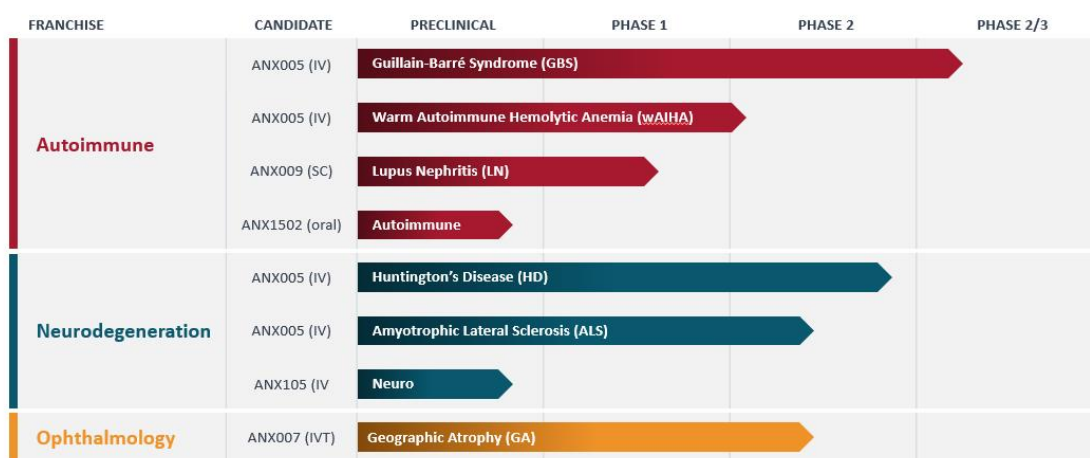 FRANCHISE CANDIDATE PRECLINICAL PHASE 1 PHASE 2 PHASE 2/3
Autoimmune
ANX005 (IV) Guillain-Barré Syndrome (GBS)
ANX005 (IV) Warm Autoimmune Hemolytic Anemia (wAIHA)
ANX009 (SC) Lupus Nephritis (LN)
ANX1502 (oral) Autoimmune
Neurodegeneration
ANX005 (IV) Huntington's Disease (HD)
ANX005 (IV) Amyotrophic Lateral Sclerosis (ALS)
ANX105 (IV Neuro
Ophthalmology
ANX007 (IVT) Geographic Atrophy (GA)